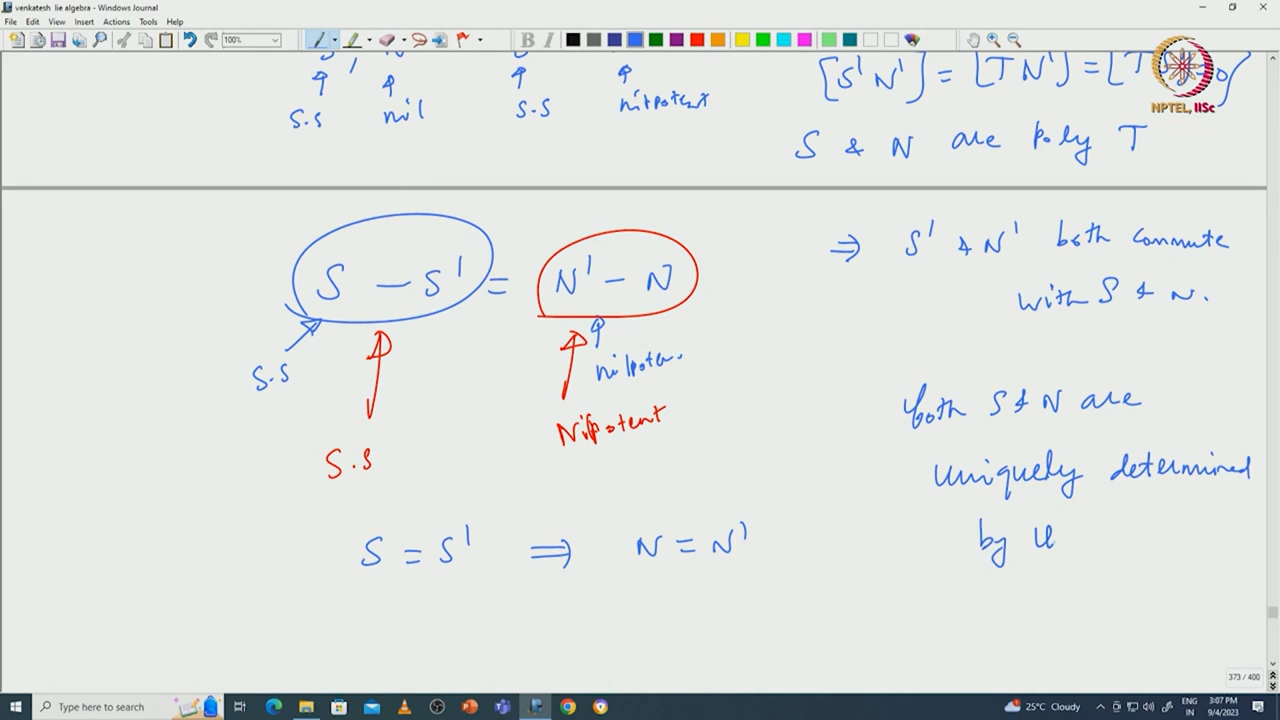 venkatesh lie algebra - Windows Journal
File Edit View Insert Actions Tools Help
100%
NPTEL, IISc
S.S nil S.S nilpotent
[S' N'] = [T N'] = [T
S & N are poly T
S - S' = N' - N
S.S
nilpoten.
S.S
Nilpotent
S = S' ⟹ N = N'
⇒ S' & N' both commute
with S & N.
both S & N are
uniquely determined
by
373 / 400
Type here to search
25°C Cloudy
ENG
IN
3:07 PM
9/4/2023